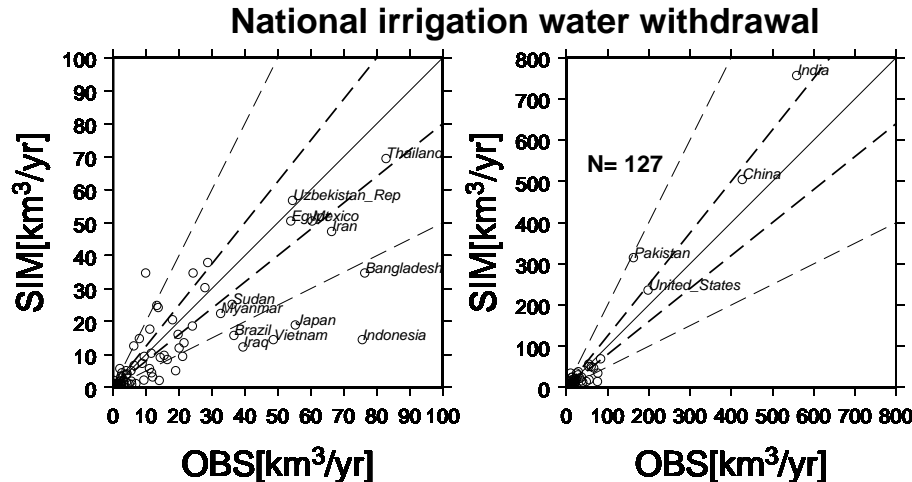 National irrigation water withdrawal
SIM[km³/yr]
100
90
80
70
60
50
40
30
20
10
0
Thailand
Uzbekistan_Rep
Egypt
Mexico
Iran
Bangladesh
Sudan
Myanmar
Japan
Brazil
Vietnam
Indonesia
Iraq
0 10 20 30 40 50 60 70 80 90 100
OBS[km³/yr]
SIM[km³/yr]
800
700
600
500
400
300
200
100
0
India
N= 127
China
Pakistan
United_States
0 100 200 300 400 500 600 700 800
OBS[km³/yr]